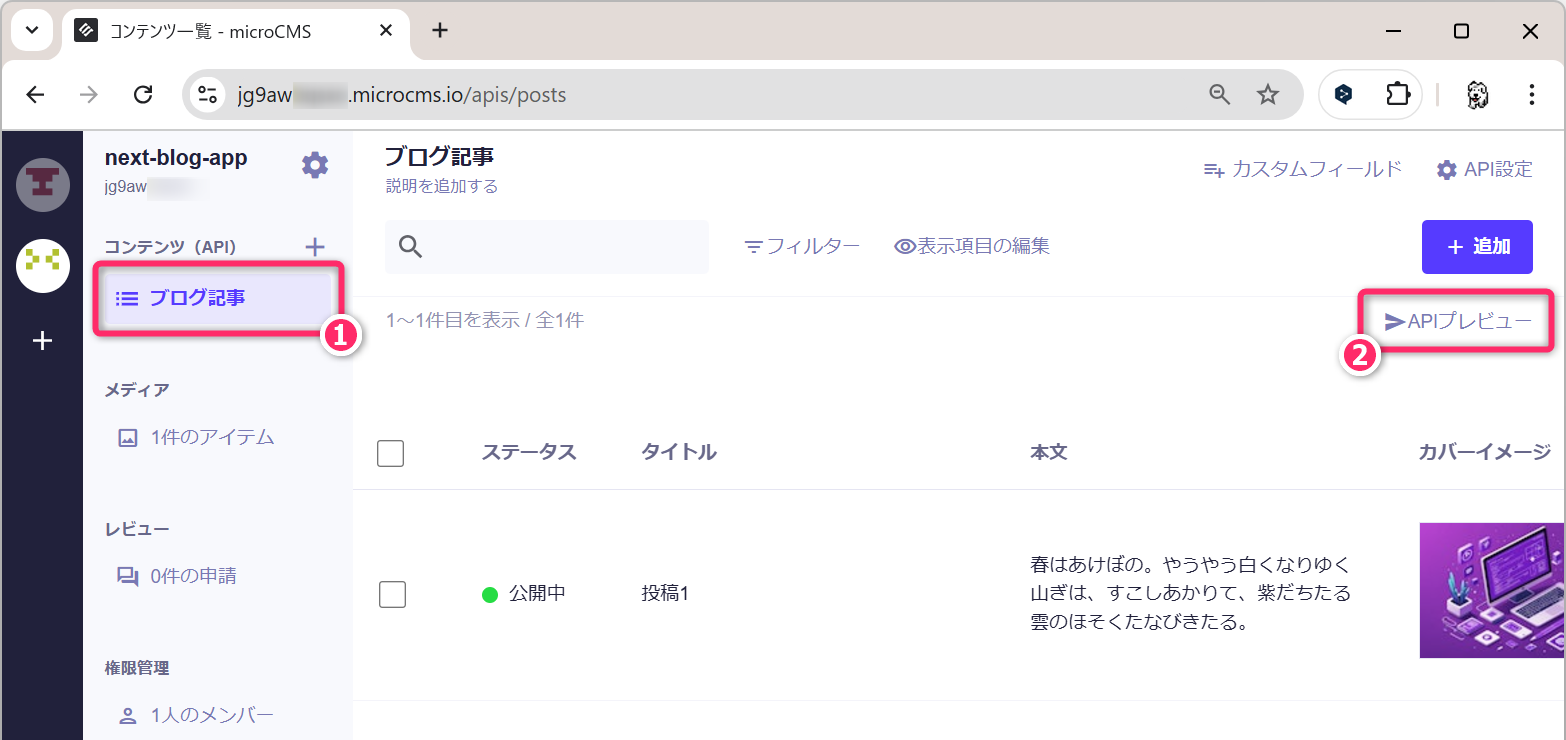 コンテンツ一覧 - microCMS
jg9aw .microcms.io/apis/posts
next-blog-app
jg9aw
コンテンツ（API）
ブログ記事
1
メディア
1件のアイテム
レビュー
0件の申請
権限管理
1人のメンバー
ブログ記事
説明を追加する
カスタムフィールド
API設定
フィルター
表示項目の編集
+ 追加
1〜1件目を表示 / 全1件
APIプレビュー
2
ステータス タイトル 本文 カバーイメージ
公開中 投稿1
春はあけぼの。やうやう白くなりゆく
山ぎは、すこしあかりて、紫だちたる
雲のほそくたなびきたる。